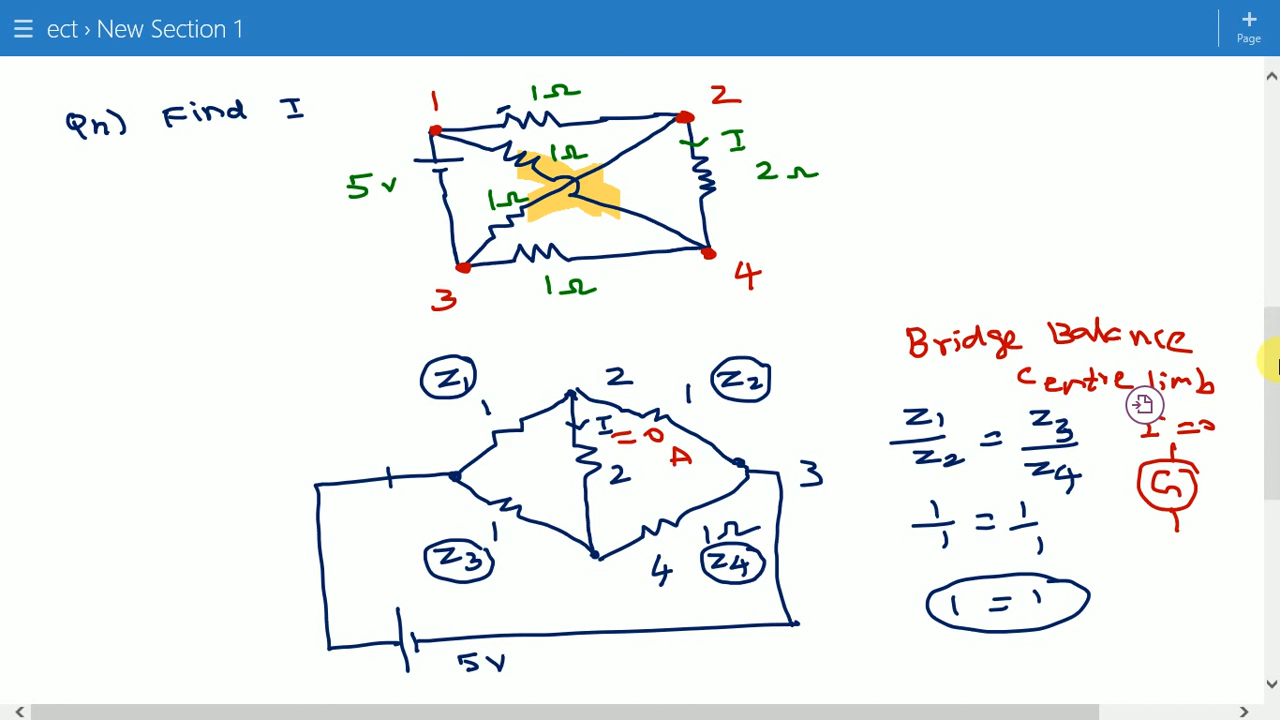 ect › New Section 1
Page
Qn) Find I
1
1Ω
2
I
1Ω
2Ω
5v
1Ω
1Ω
3
4
Bridge Balance
Centre limb
I = 0
G
Z1
2
1
Z2
1
I = 0 A
2
3
1
Z3
1Ω
4
Z4
5V
Z1/Z2 = Z3/Z4
1/1 = 1/1
1 = 1